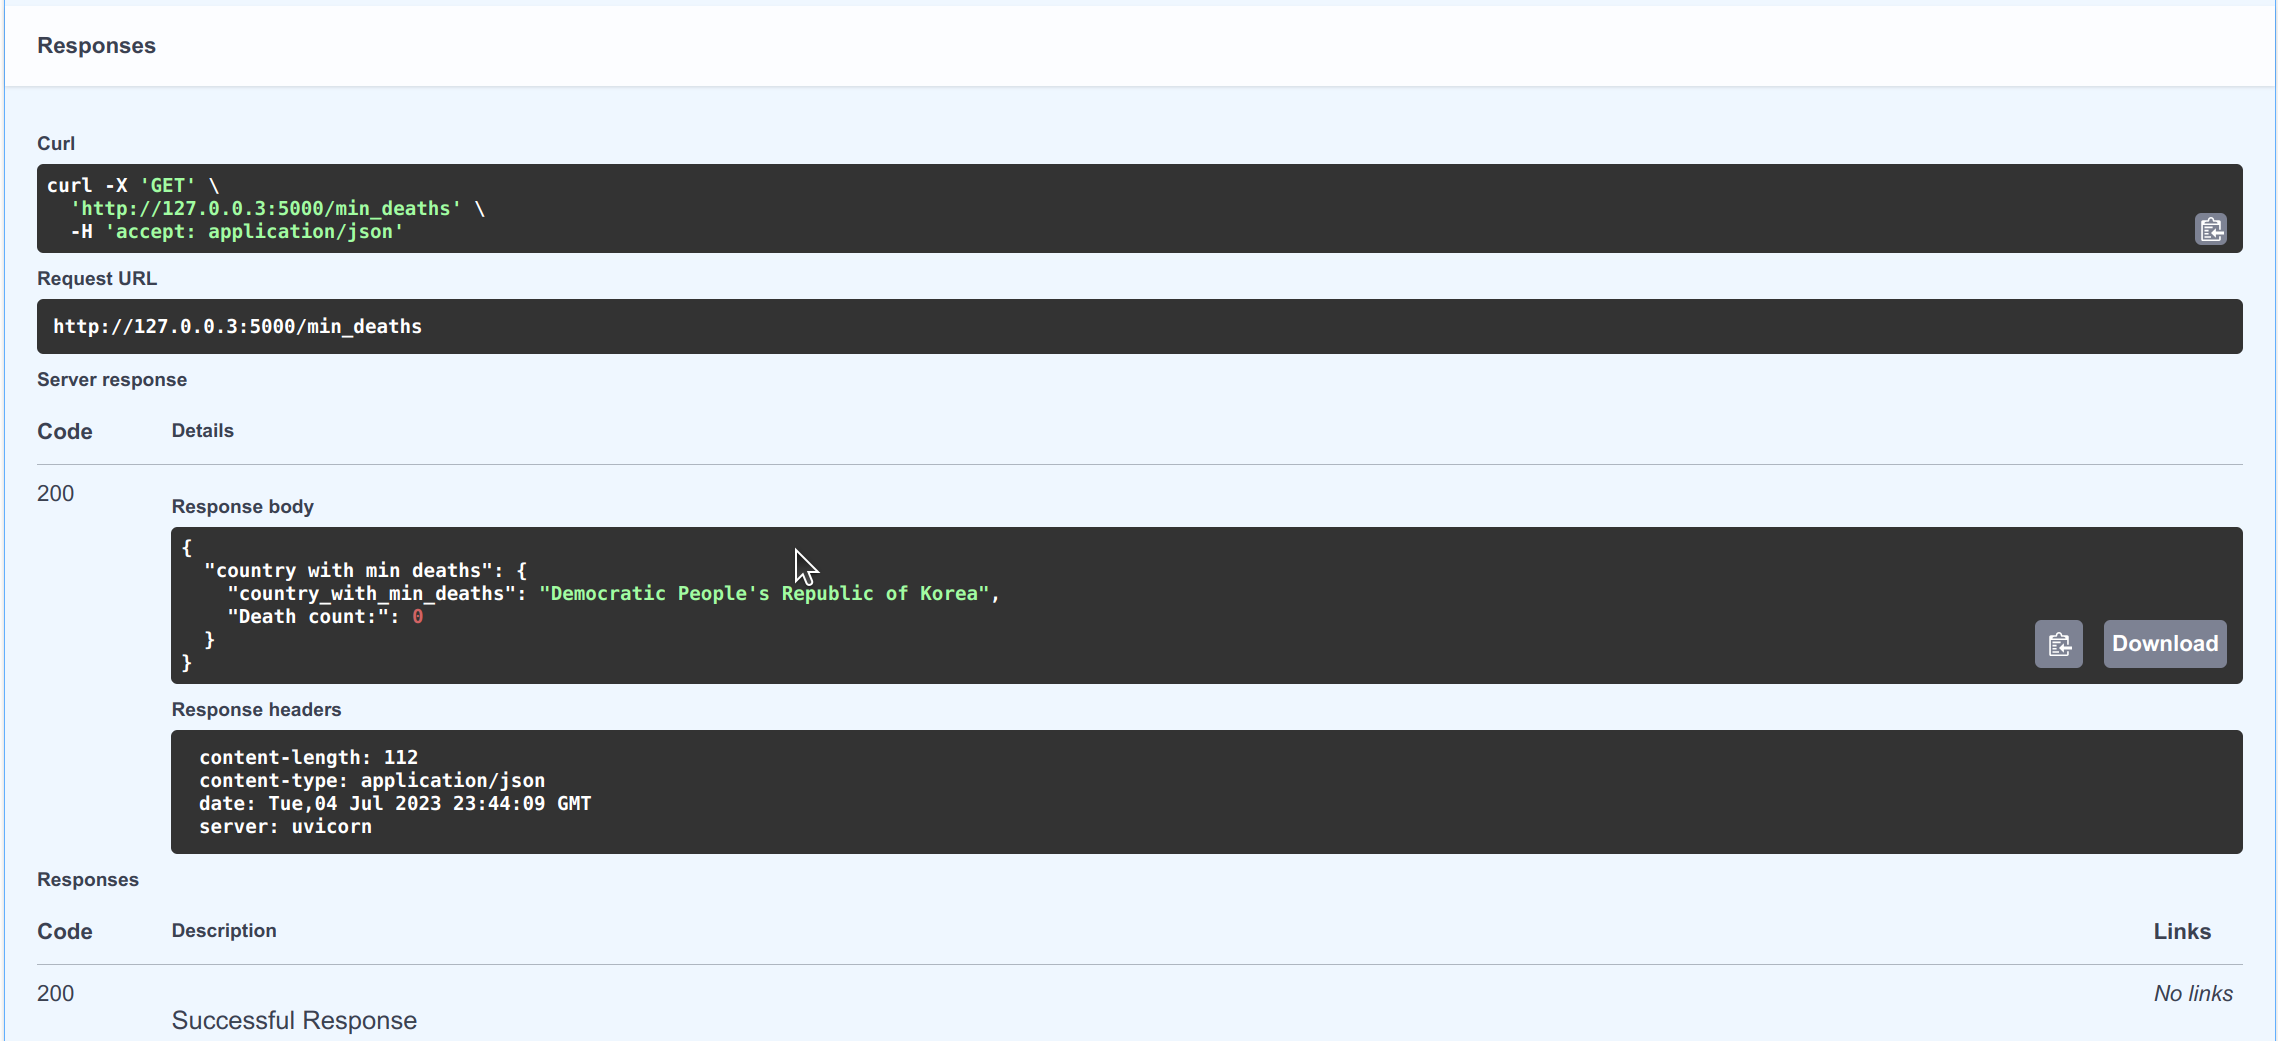 Responses
Curl
curl -X 'GET' \
'http://127.0.0.3:5000/min_deaths' \
-H 'accept: application/json'
Request URL
http://127.0.0.3:5000/min_deaths
Server response
Code Details
200
Response body
{
"country with min deaths": {
"country_with_min_deaths": "Democratic People's Republic of Korea",
"Death count:": 0
}
}
Download
Response headers
content-length: 112
content-type: application/json
date: Tue,04 Jul 2023 23:44:09 GMT
server: uvicorn
Responses
Code Description Links
200 No links
Successful Response